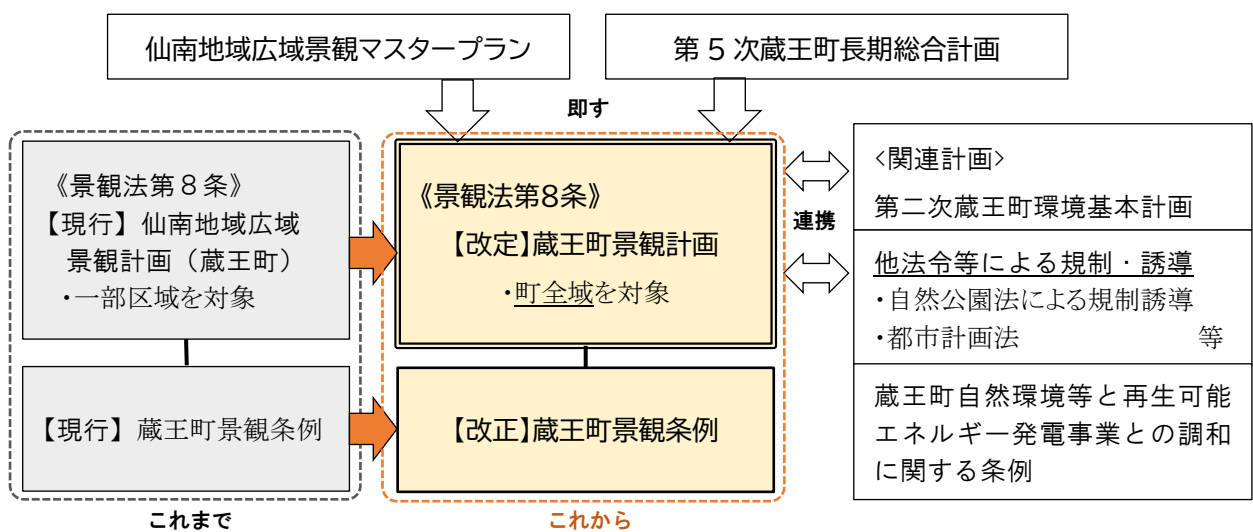 仙南地域広域景観マスタープラン
第5次蔵王町長期総合計画
即す
《景観法第8条》
【現行】仙南地域広域
景観計画（蔵王町）
・一部区域を対象
【現行】蔵王町景観条例
これまで
《景観法第8条》
【改定】蔵王町景観計画
・町全域を対象
【改正】蔵王町景観条例
これから
連携
<関連計画>
第二次蔵王町環境基本計画
他法令等による規制・誘導
・自然公園法による規制誘導
・都市計画法 等
蔵王町自然環境等と再生可能
エネルギー発電事業との調和
に関する条例